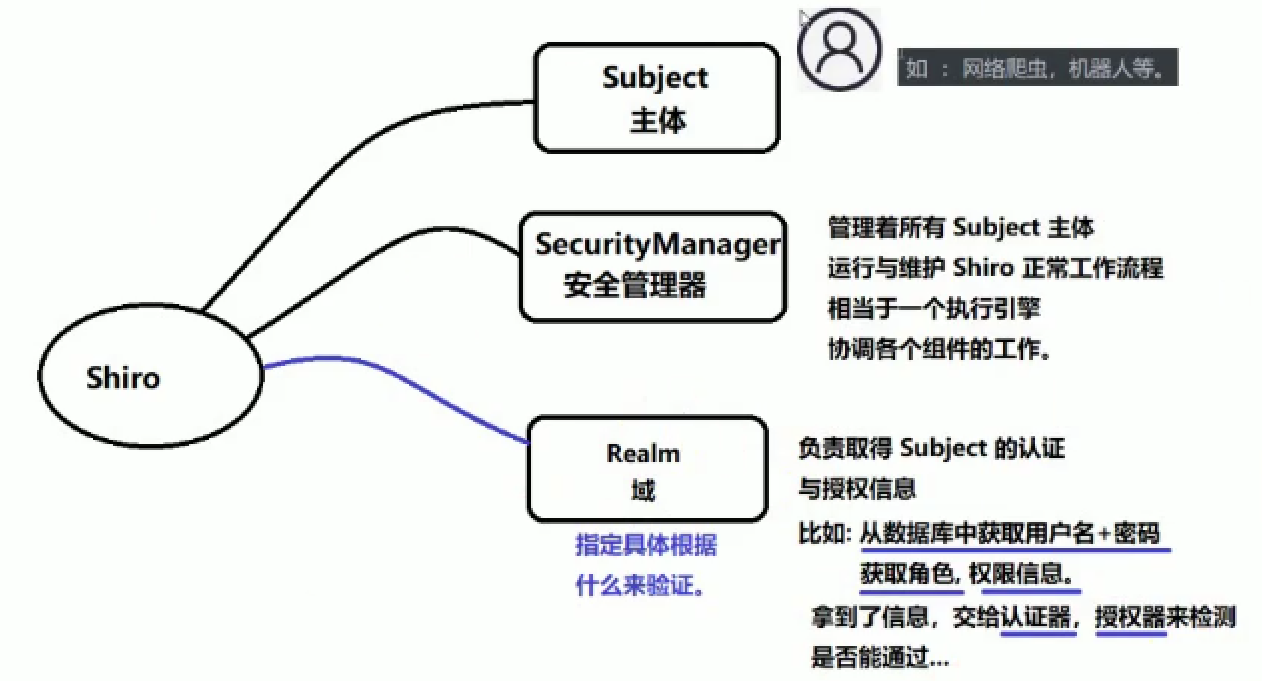 Subject
主体
如 ：网络爬虫，机器人等。
SecurityManager
安全管理器
管理着所有 Subject 主体
运行与维护 Shiro 正常工作流程
相当于一个执行引擎
协调各个组件的工作。
Shiro
Realm
域
指定具体根据
什么来验证。
负责取得 Subject 的认证
与授权信息
比如: 从数据库中获取用户名+密码
获取角色, 权限信息。
拿到了信息，交给认证器，授权器来检测
是否能通过...